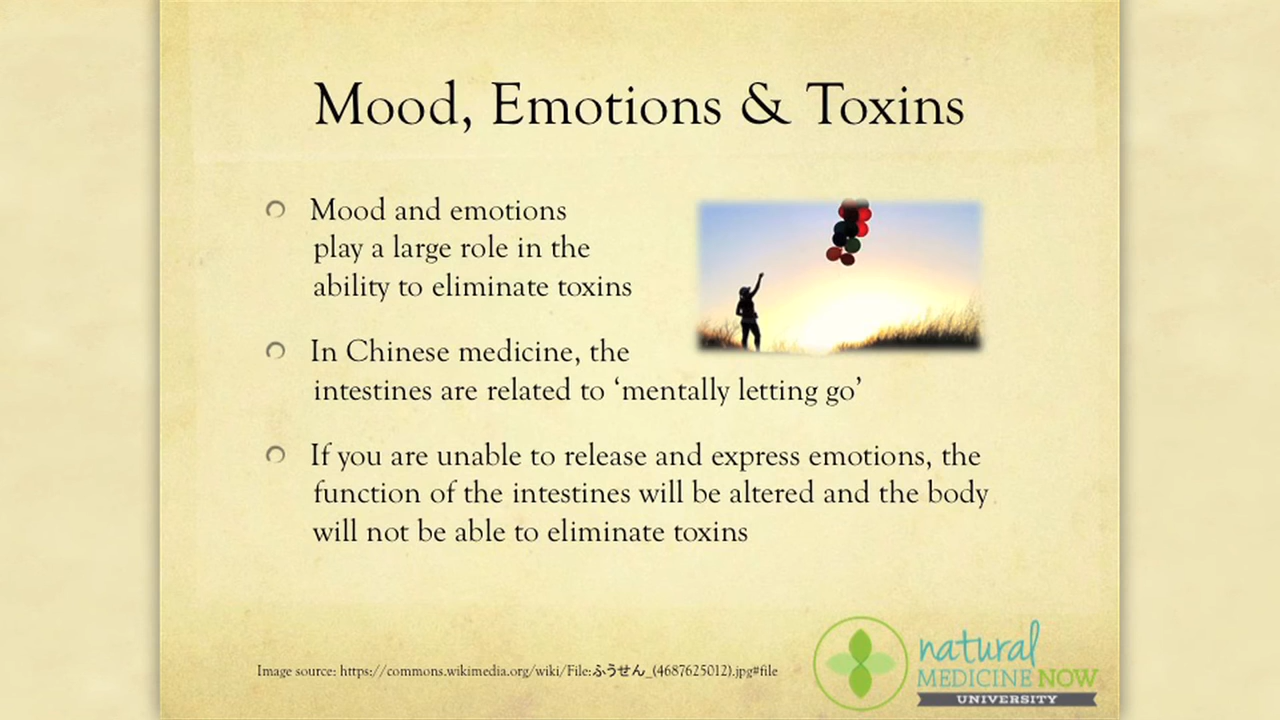 Mood, Emotions & Toxins
Mood and emotions
play a large role in the
ability to eliminate toxins
In Chinese medicine, the
intestines are related to ‘mentally letting go’
If you are unable to release and express emotions, the
function of the intestines will be altered and the body
will not be able to eliminate toxins
Image source: https://commons.wikimedia.org/wiki/File:ふうせん_(4687625012).jpg#file
natural
MEDICINE NOW
UNIVERSITY